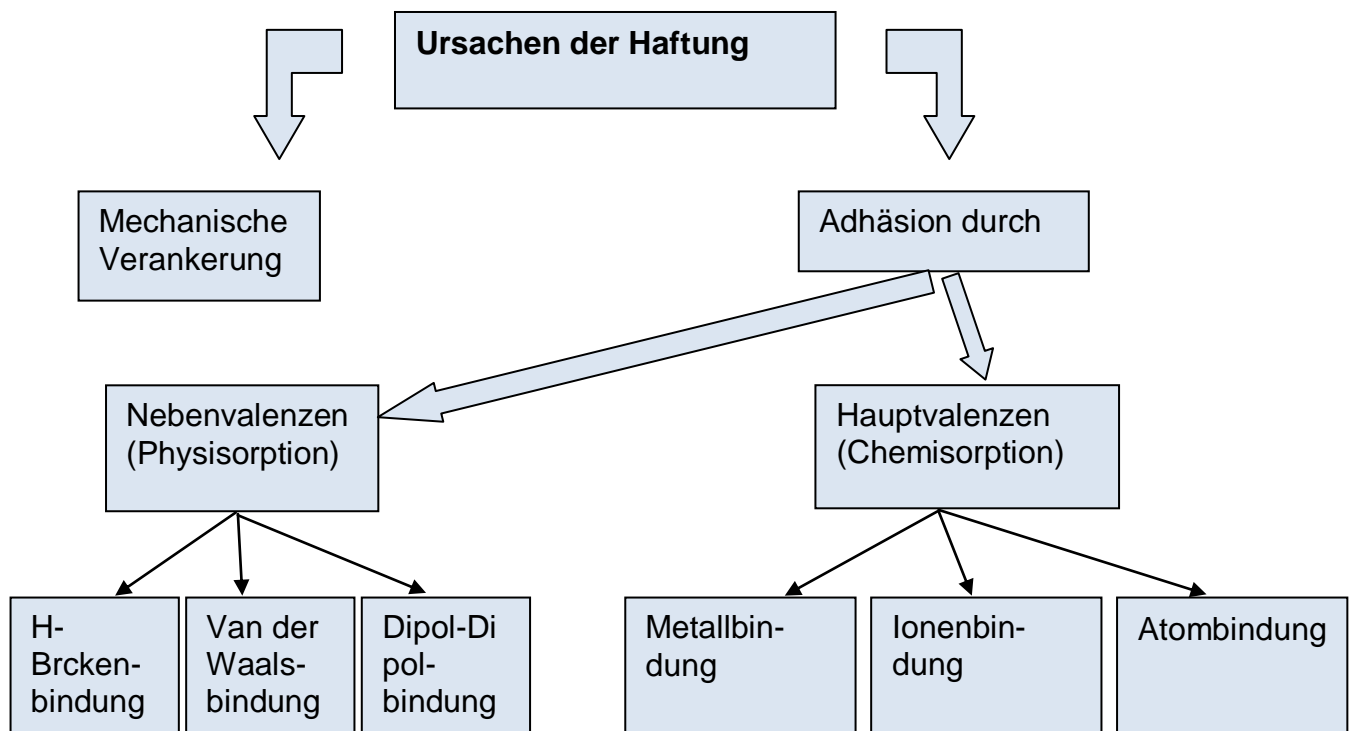 Ursachen der Haftung
Mechanische
Verankerung
Adhäsion durch
Nebenvalenzen
(Physisorption)
Hauptvalenzen
(Chemisorption)
H-
Brcken-
bindung
Van der
Waals-
bindung
Dipol-Di
pol-
bindung
Metallbin-
dung
Ionenbin-
dung
Atombindung